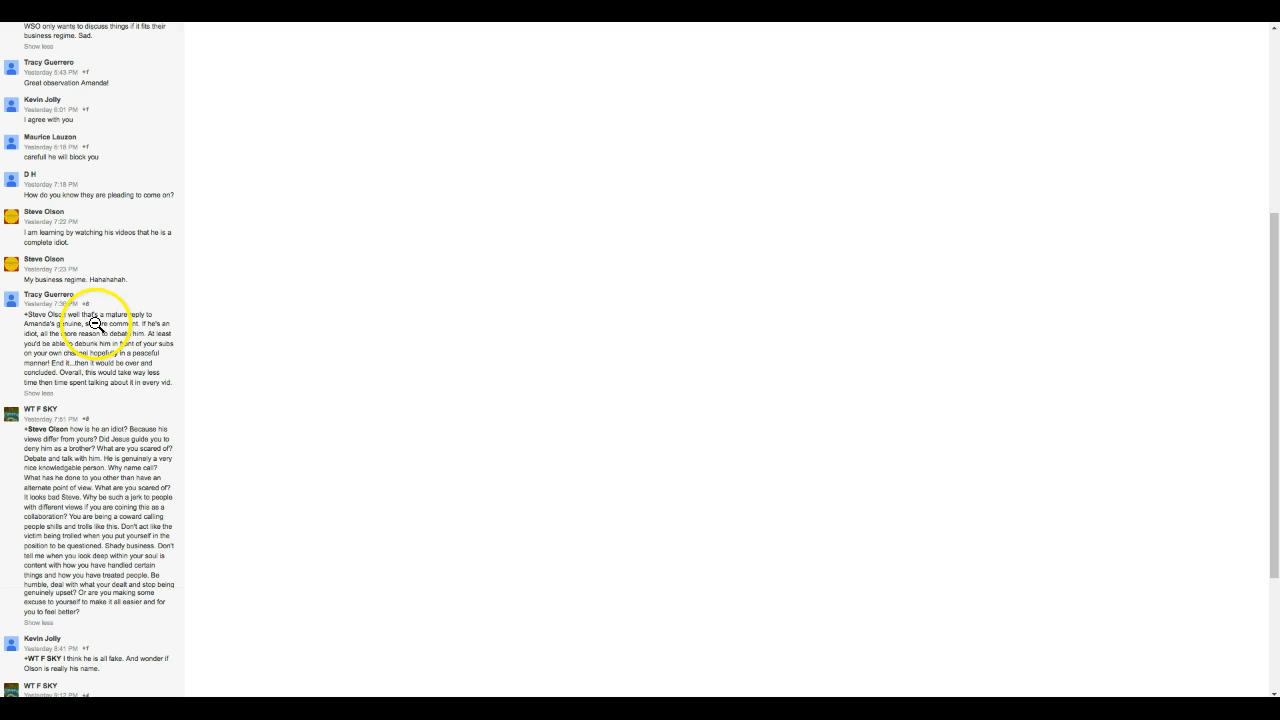 WSO only wants to discuss things if it fits their
business regime. Sad.
Show less
Tracy Guerrero
Yesterday 5:43 PM +1
Great observation Amanda!
Kevin Jolly
Yesterday 6:01 PM +1
I agree with you
Maurice Lauzon
Yesterday 6:18 PM +1
carefull he will block you
D H
Yesterday 7:18 PM
How do you know they are pleading to come on?
Steve Olson
Yesterday 7:22 PM
I am learning by watching his videos that he is a
complete idiot.
Steve Olson
Yesterday 7:23 PM
My business regime. Hahahahah.
Tracy Guerrero
Yesterday PM
+Steve Olson well that's a mature reply to
Amanda's genuine, comment. If he's an
idiot, all the more reason to debate him. At least
you'd be able to debunk him in front of your subs
on your own channel hopefully in a peaceful
manner! End it...then it would be over and
concluded. Overall, this would take way less
time then time spent talking about it in every vid.
Show less
WT F SKY
Yesterday 7:51 PM
+Steve Olson how is he an idiot? Because his
views differ from yours? Did Jesus guide you to
deny him as a brother? What are you scared of?
Debate and talk with him. He is genuinely a very
nice knowledgable person. Why name call?
What has he done to you other than have an
alternate point of view. What are you scared of?
It looks bad Steve. Why be such a jerk to people
with different views if you are coining this as a
collaboration? You are being a coward calling
people shills and trolls like this. Don't act like the
victim being trolled when you put yourself in the
position to be questioned. Shady business. Don't
tell me when you look deep within your soul is
content with how you have handled certain
things and how you have treated people. Be
humble, deal with what your dealt and stop being
genuinely upset? Or are you making some
excuse to yourself to make it all easier and for
you to feel better?
Show less
Kevin Jolly
Yesterday 8:41 PM +1
+WT F SKY I think he is all fake. And wonder if
Olson is really his name.
WT F SKY
Yesterday 9:12 PM